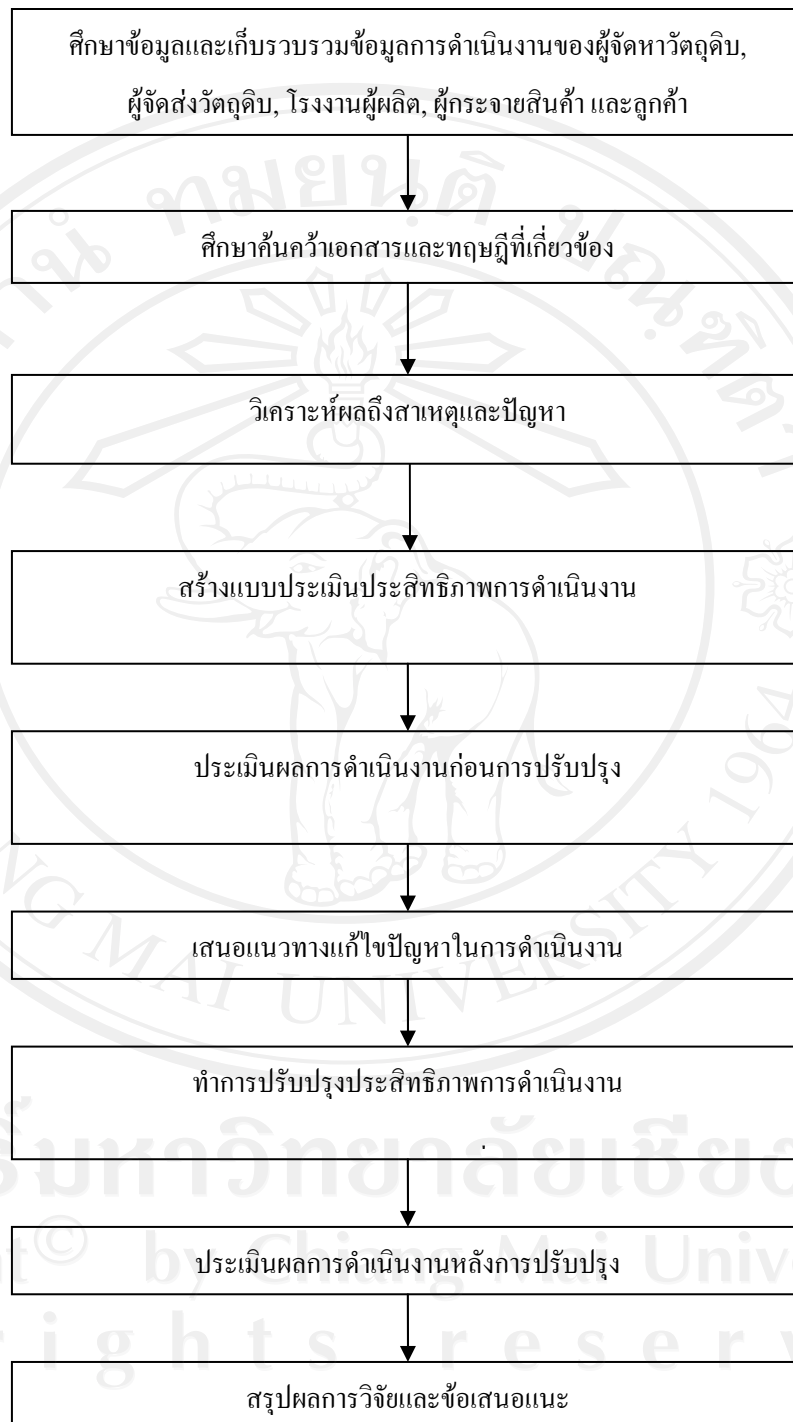 ศึกษาข้อมูลและเก็บรวบรวมข้อมูลการดำเนินงานของผู้จัดหาวัตถุดิบ,
ผู้จัดส่งวัตถุดิบ, โรงงานผู้ผลิต, ผู้กระจายสินค้า และลูกค้า
ศึกษาค้นคว้าเอกสารและทฤษฎีที่เกี่ยวข้อง
วิเคราะห์ผลถึงสาเหตุและปัญหา
สร้างแบบประเมินประสิทธิภาพการดำเนินงาน
ประเมินผลการดำเนินงานก่อนการปรับปรุง
เสนอแนวทางแก้ไขปัญหาในการดำเนินงาน
ทำการปรับปรุงประสิทธิภาพการดำเนินงาน
ประเมินผลการดำเนินงานหลังการปรับปรุง
by Chiang Mai
สรุปผลการวิจัยและข้อเสนอแนะ